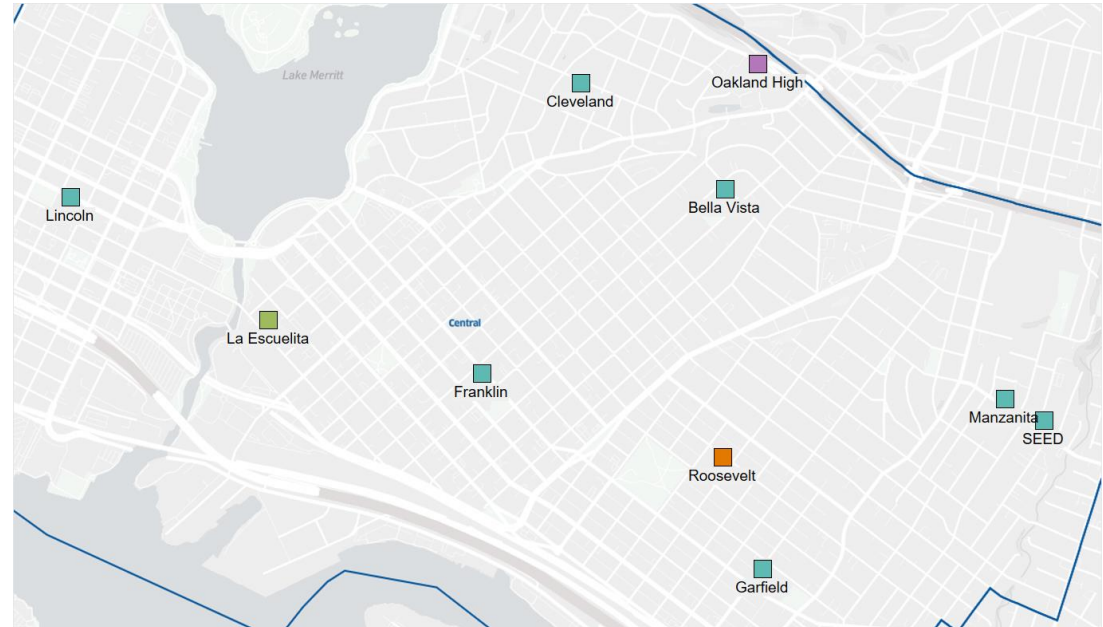 Lake Merritt
Oakland High
Cleveland
Lincoln
Bella Vista
Central
La Escuelita
Franklin
Manzanita
SEED
Roosevelt
Garfield